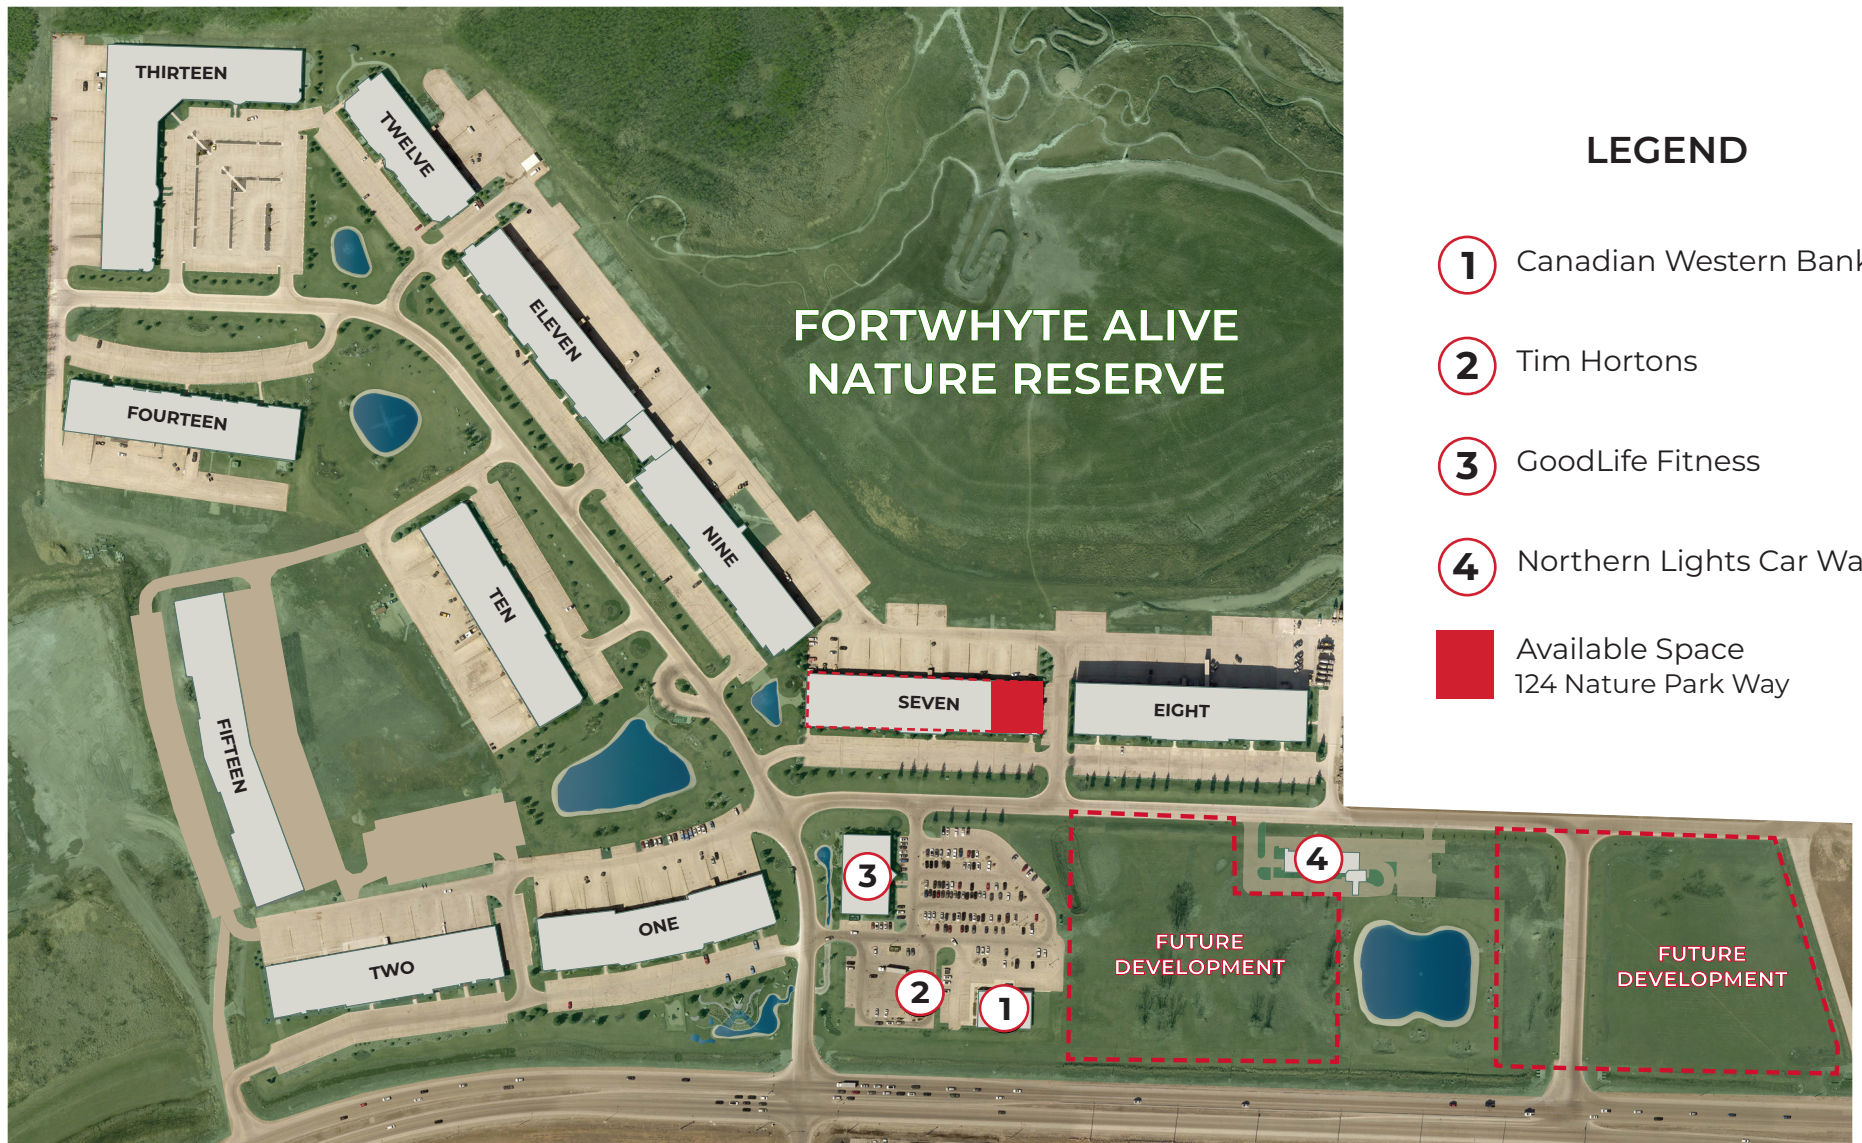 THIRTEEN
TWELVE
ELEVEN
FORTWHYTE ALIVE
NATURE RESERVE
FOURTEEN
NINE
TEN
FIFTEEN
SEVEN
EIGHT
ONE
TWO
3
4
2
1
FUTURE
DEVELOPMENT
FUTURE
DEVELOPMENT
LEGEND
1 Canadian Western Bank
2 Tim Hortons
3 GoodLife Fitness
4 Northern Lights Car Wa
Available Space
124 Nature Park Way